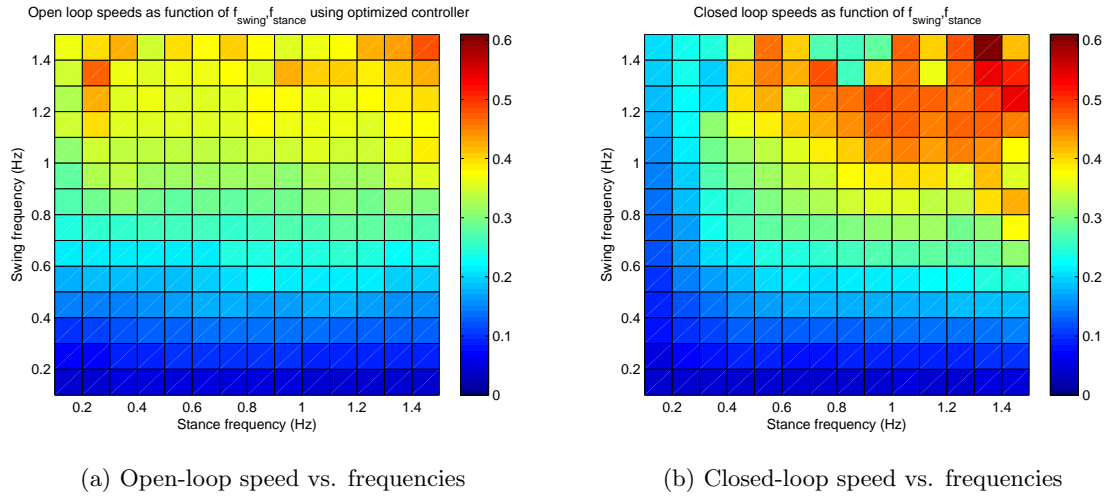 Open loop speeds as function of f_swing,f_stance using optimized controller
0.6
0.5
0.4
0.3
0.2
0.1
0
1.4
1.2
1
0.8
0.6
0.4
0.2
Swing frequency (Hz)
0.2 0.4 0.6 0.8 1 1.2 1.4
Stance frequency (Hz)
(a) Open-loop speed vs. frequencies
Closed loop speeds as function of f_swing,f_stance
0.6
0.5
0.4
0.3
0.2
0.1
0
1.4
1.2
1
0.8
0.6
0.4
0.2
Swing frequency (Hz)
0.2 0.4 0.6 0.8 1 1.2 1.4
Stance frequency (Hz)
(b) Closed-loop speed vs. frequencies